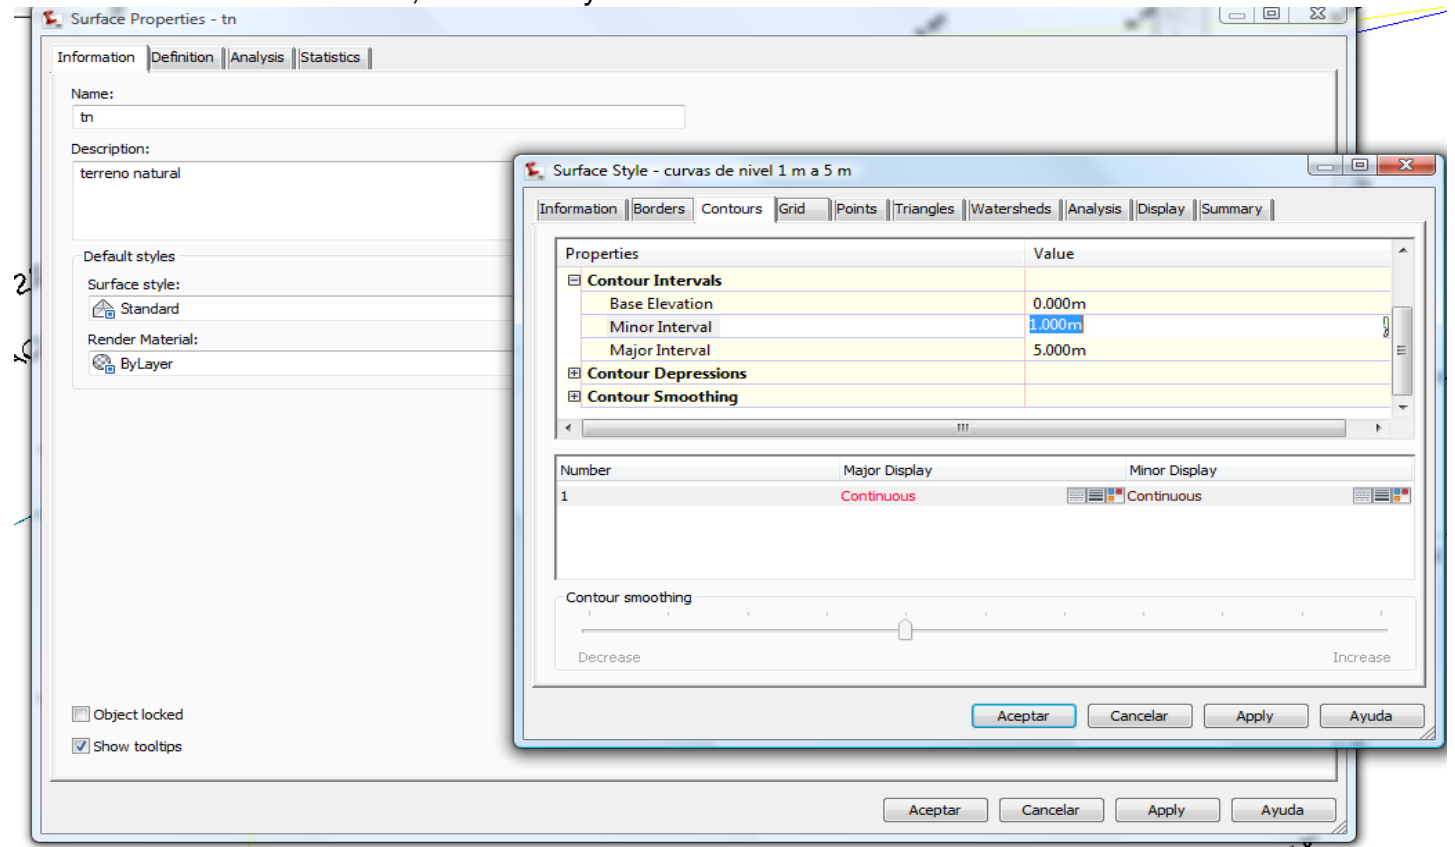 Surface Properties - tn
Information Definition Analysis Statistics
Name:
tn
Description:
terreno natural
Default styles
Surface style:
Standard
Render Material:
ByLayer
Object locked
Show tooltips
Aceptar Cancelar Apply Ayuda
Surface Style - curvas de nivel 1 m a 5 m
Information Borders Contours Grid Points Triangles Watersheds Analysis Display Summary
Properties Value
Contour Intervals
Base Elevation 0.000m
Minor Interval 1.000m
Major Interval 5.000m
Contour Depressions
Contour Smoothing
Number Major Display Minor Display
1 Continuous Continuous
Contour smoothing
Decrease Increase
Aceptar Cancelar Apply Ayuda